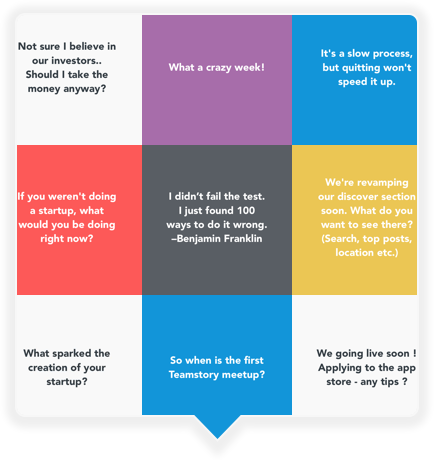 Not sure I believe in
our investors..
Should I take the
money anyway?
What a crazy week!
It's a slow process,
but quitting won't
speed it up.
If you weren't doing
a startup, what
would you be doing
right now?
I didn't fail the test.
I just found 100
ways to do it wrong.
–Benjamin Franklin
We're revamping
our discover section
soon. What do you
want to see there?
(Search, top posts,
location etc.)
What sparked the
creation of your
startup?
So when is the first
Teamstory meetup?
We going live soon !
Applying to the app
store - any tips ?